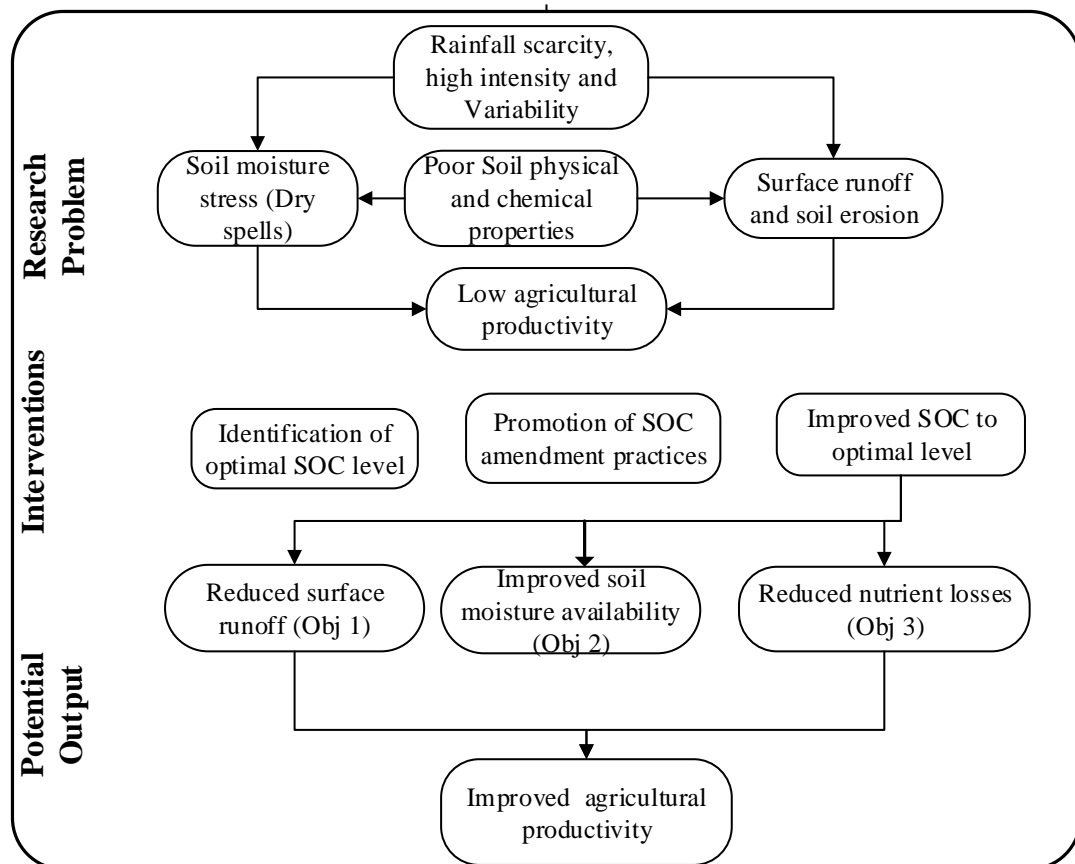 Rainfall scarcity,
high intensity and
Variability
Research
Problem
Soil moisture
stress (Dry
spells)
Poor Soil physical
and chemical
properties
Surface runoff
and soil erosion
Low agricultural
productivity
Interventions
Identification of
optimal SOC level
Promotion of SOC
amendment practices
Improved SOC to
optimal level
Reduced surface
runoff (Obj 1)
Improved soil
moisture availability
(Obj 2)
Reduced nutrient losses
(Obj 3)
Potential
Output
Improved agricultural
productivity